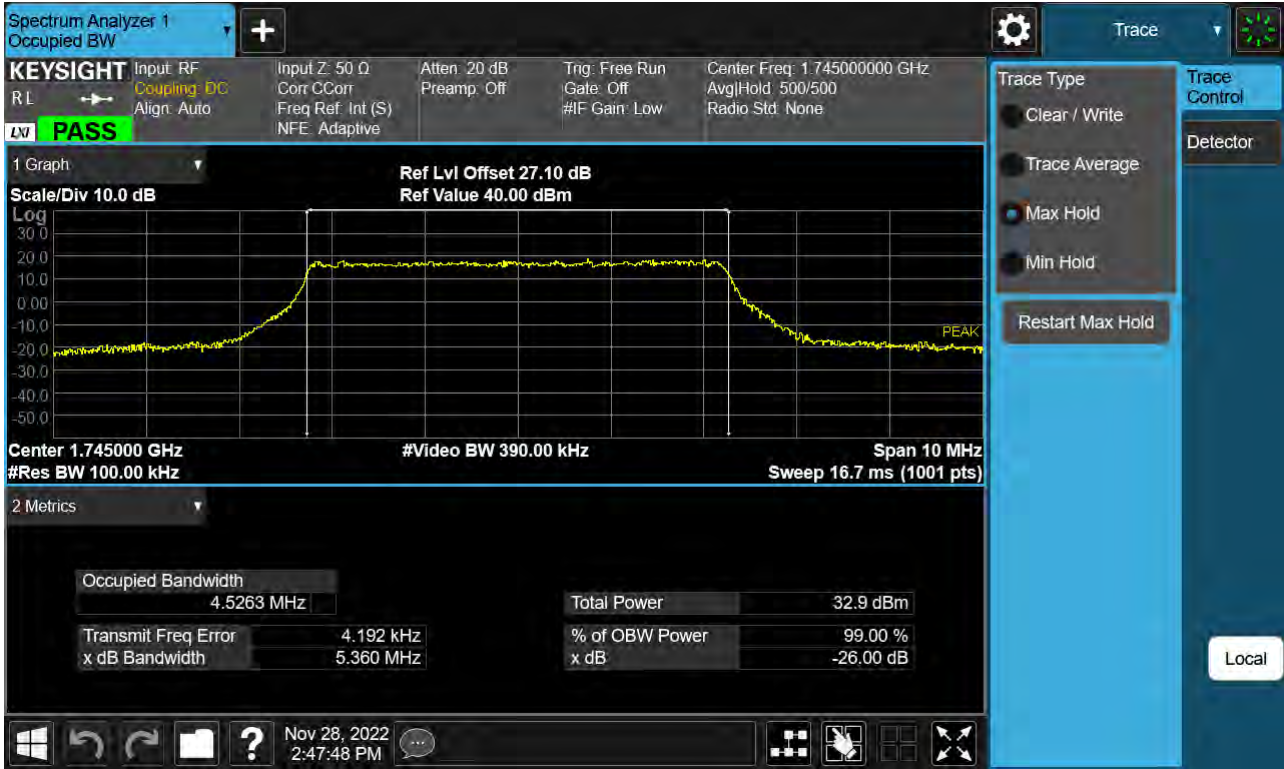 Spectrum Analyzer 1
Occupied BW
Trace
KEYSIGHT
RL
LXI PASS
Input: RF
Coupling: DC
Align: Auto
Input Z: 50 Ω
Corr CCorr
Freq Ref: Int (S)
NFE: Adaptive
Atten: 20 dB
Preamp: Off
Trig: Free Run
Gate: Off
#IF Gain: Low
Center Freq: 1.745000000 GHz
Avg|Hold: 500/500
Radio Std: None
1 Graph
Scale/Div 10.0 dB
Ref Lvl Offset 27.10 dB
Ref Value 40.00 dBm
Log
30.0
20.0
10.0
0.00
-10.0
-20.0
-30.0
-40.0
-50.0
PEAK
Center 1.745000 GHz
#Res BW 100.00 kHz
#Video BW 390.00 kHz
Span 10 MHz
Sweep 16.7 ms (1001 pts)
2 Metrics
Occupied Bandwidth
4.5263 MHz
Transmit Freq Error 4.192 kHz
x dB Bandwidth 5.360 MHz
Total Power 32.9 dBm
% of OBW Power 99.00 %
x dB -26.00 dB
Nov 28, 2022
2:47:48 PM
Trace Type
Clear / Write
Trace Average
Max Hold
Min Hold
Restart Max Hold
Trace
Control
Detector
Local